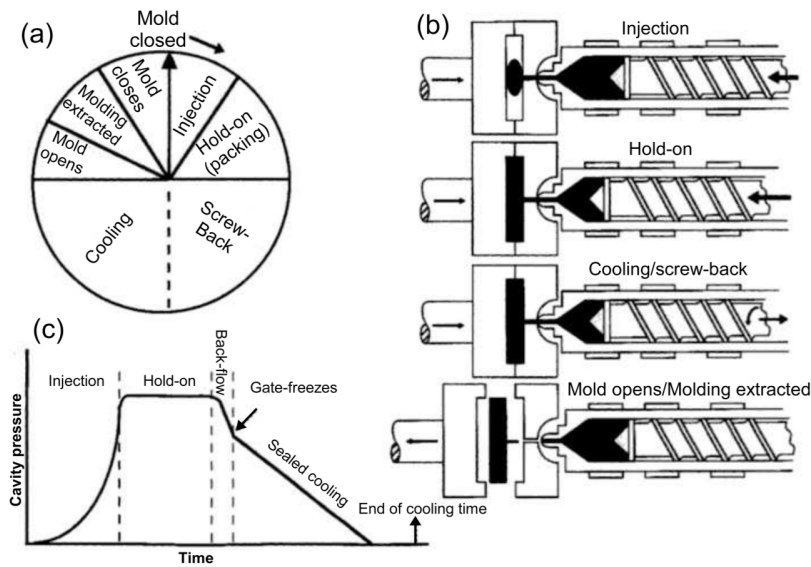 (a)
Mold
closed
Mold
closes
Injection
Molding
extracted
Hold-on
(packing)
Mold
opens
Cooling
Screw-
Back
(b)
Injection
Hold-on
Cooling/screw-back
Mold opens/Molding extracted
(c)
Cavity pressure
Injection
Hold-on
Back-flow
Gate-freezes
Sealed cooling
End of cooling time
Time